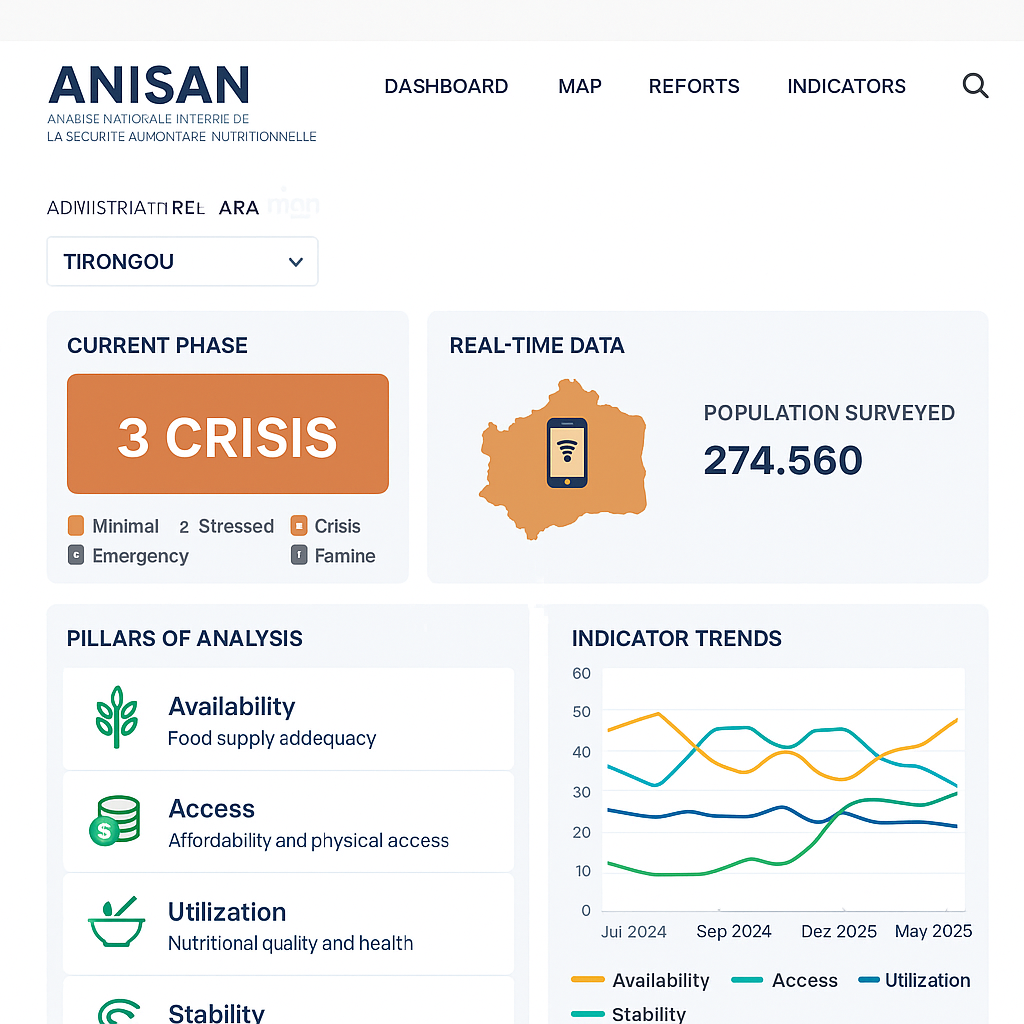 ANISAN
DASHBOARD MAP REPORTS INDICATORS
ANABISE NATIORALE INTERRIE DE
LA SECURITE AUMONTARE NUTRITIONNELLE
ARA
TIRONGOU
CURRENT PHASE
3 CRISIS
Minimal 2 Stressed Crisis
c Emergency f Famine
REAL-TIME DATA
POPULATION SURVEYED
274.560
PILLARS OF ANALYSIS
Availability
Food supply addequacy
Access
$
Affordability and physical access
Utilization
Nutritional quality and health
Stability
INDICATOR TRENDS
60
50
40
30
20
10
0
Jui 2024 Sep 2024 Dez 2025 May 2025
Availability Access Utilization
Stability